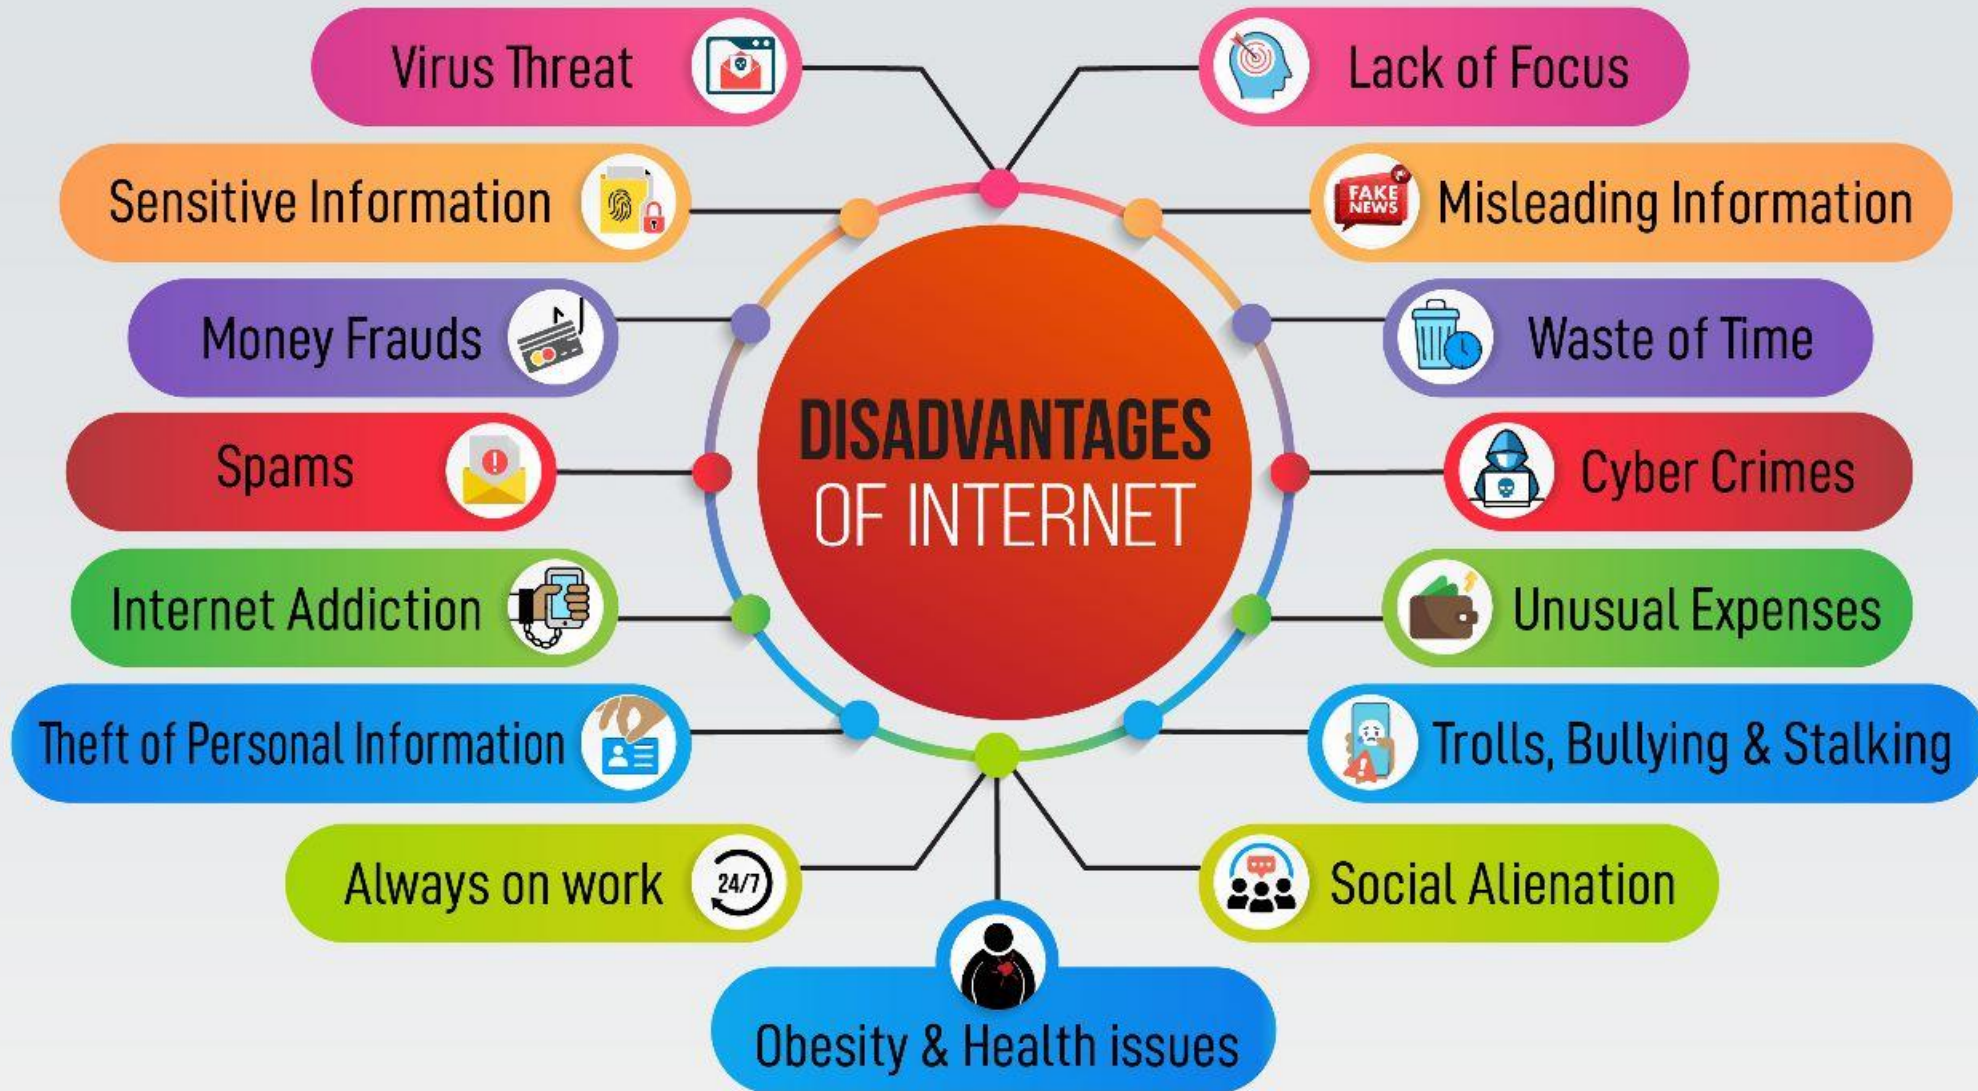 Virus Threat
Lack of Focus
Sensitive Information
FAKE
NEWS
Misleading Information
Money Frauds
Waste of Time
DISADVANTAGES
OF INTERNET
Spams
Cyber Crimes
Internet Addiction
Unusual Expenses
Theft of Personal Information
Trolls, Bullying & Stalking
Always on work
24/7
Social Alienation
Obesity & Health issues